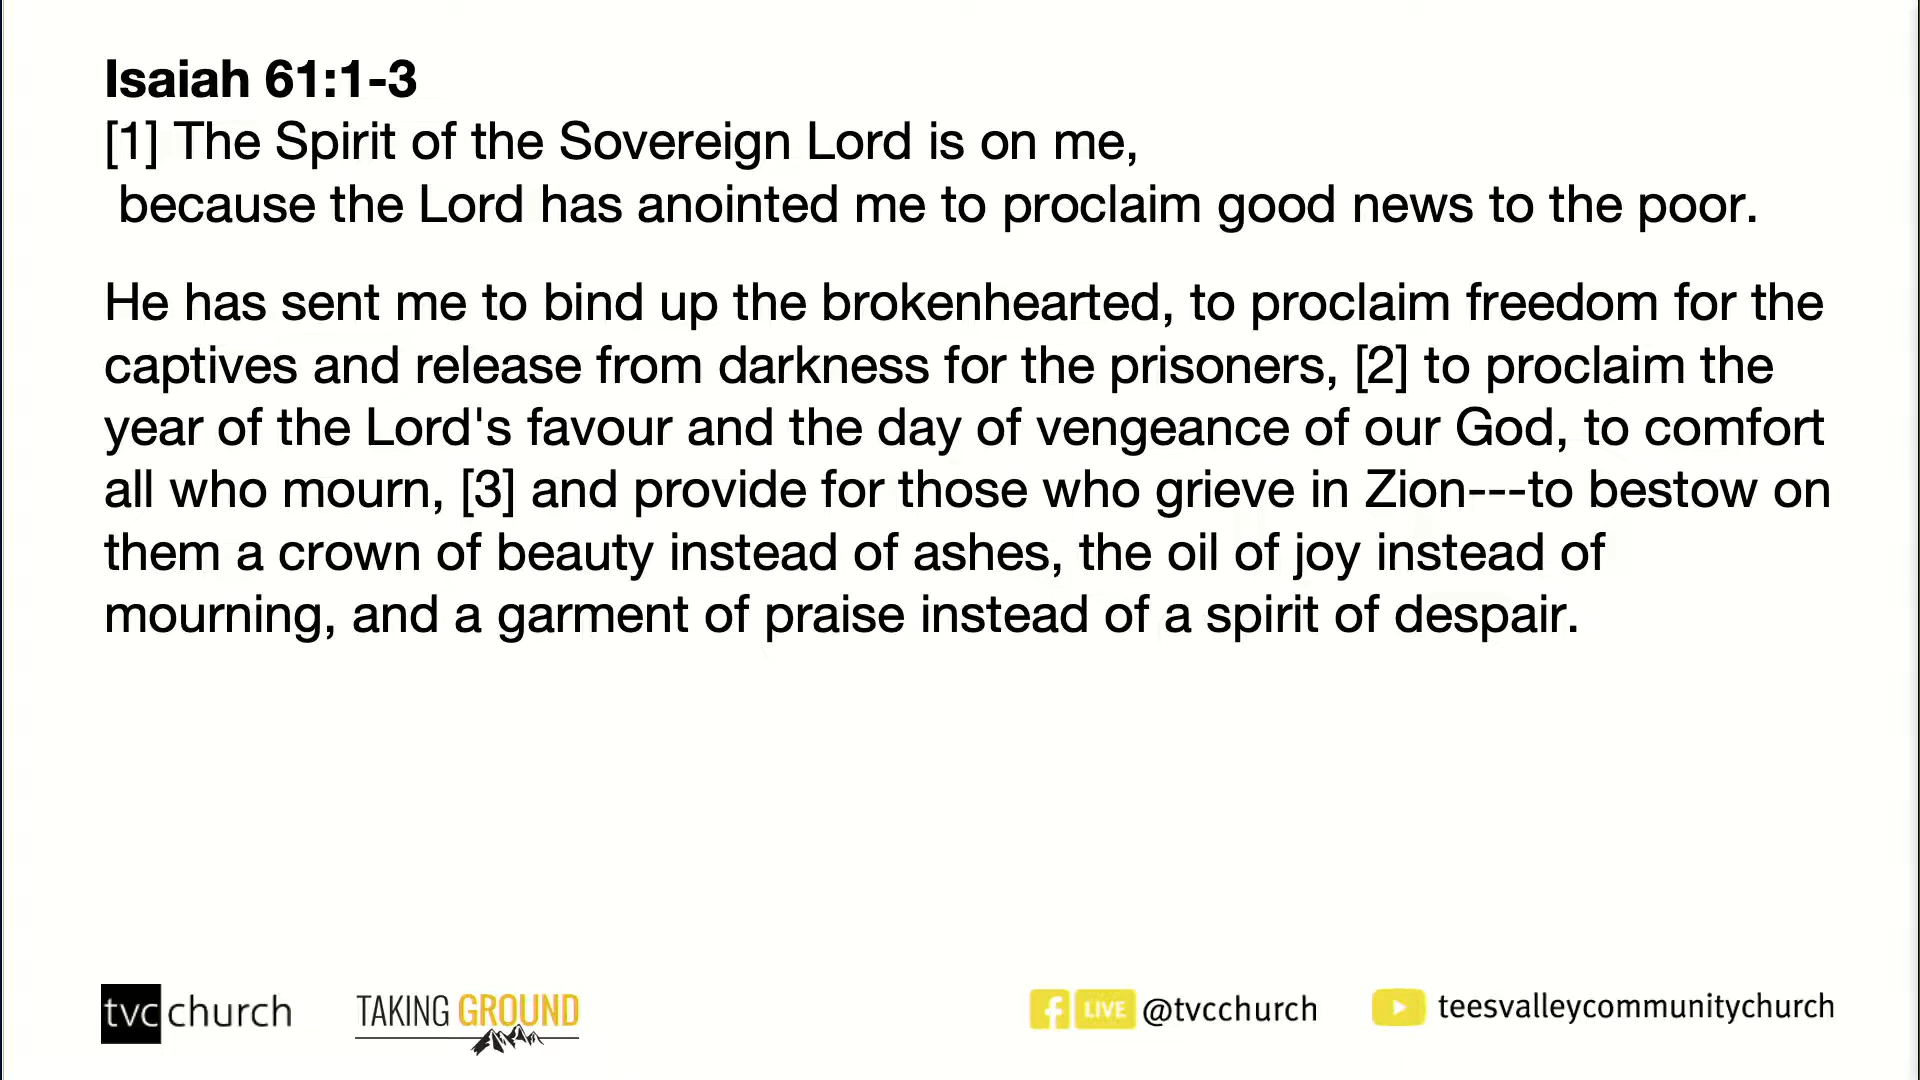 Isaiah 61:1-3
[1] The Spirit of the Sovereign Lord is on me,
because the Lord has anointed me to proclaim good news to the poor.
He has sent me to bind up the brokenhearted, to proclaim freedom for the
captives and release from darkness for the prisoners, [2] to proclaim the
year of the Lord's favour and the day of vengeance of our God, to comfort
all who mourn, [3] and provide for those who grieve in Zion---to bestow on
them a crown of beauty instead of ashes, the oil of joy instead of
mourning, and a garment of praise instead of a spirit of despair.
tvc church
TAKING GROUND
f LIVE @tvcchurch
teesvalleycommunitychurch